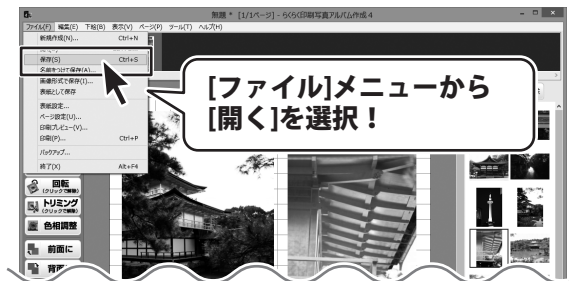 無題 * [1/1ページ] - らくらく印刷写真アルバム作成 4
ファイル(F) 編集(E) 下絵(B) 表示(V) ページ(P) ツール(T) ヘルプ(H)
新規作成(N)... Ctrl+N
保存(S) Ctrl+S
名前をつけて保存(A)...
画像形式で保存(I)...
表紙として保存
表紙設定...
ページ設定(U)...
印刷プレビュー(V)...
印刷(P)... Ctrl+P
バックアップ...
終了(X) Alt+F4
[ファイル]メニューから
[開く]を選択！
回転
(クリックで解除)
トリミング
(クリックで解除)
色相調整
前面に
背面